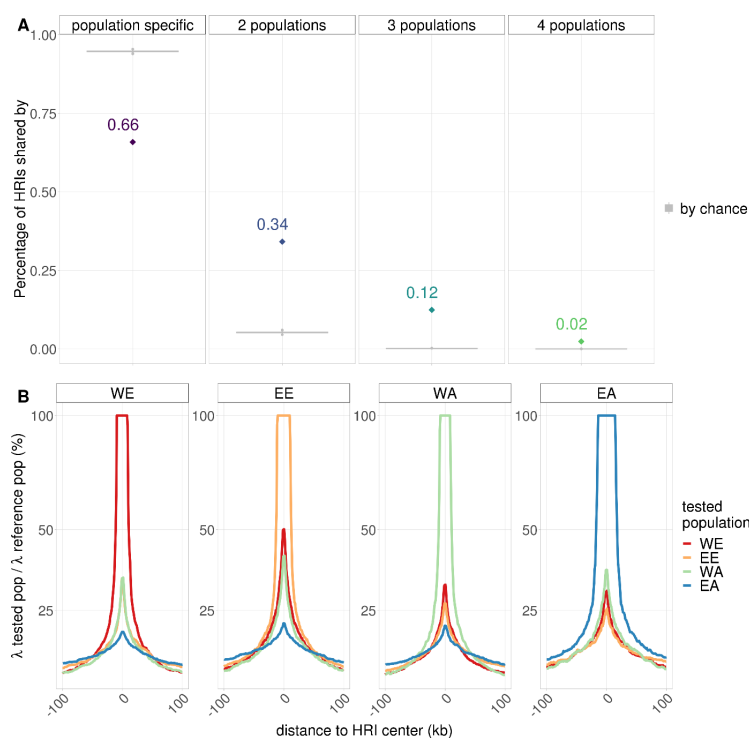 A
population specific 2 populations 3 populations 4 populations
Percentage of HRIs shared by
1.00
0.75
0.50
0.25
0.00
0.66
0.34
0.12
0.02
by chance
B
WE EE WA EA
λ tested pop / λ reference pop (%)
100 100 100 100
50 50 50 50
25 25 25 25
-100 0 100 -100 0 100 -100 0 100 -100 0 100
distance to HRI center (kb)
tested
population
WE
EE
WA
EA